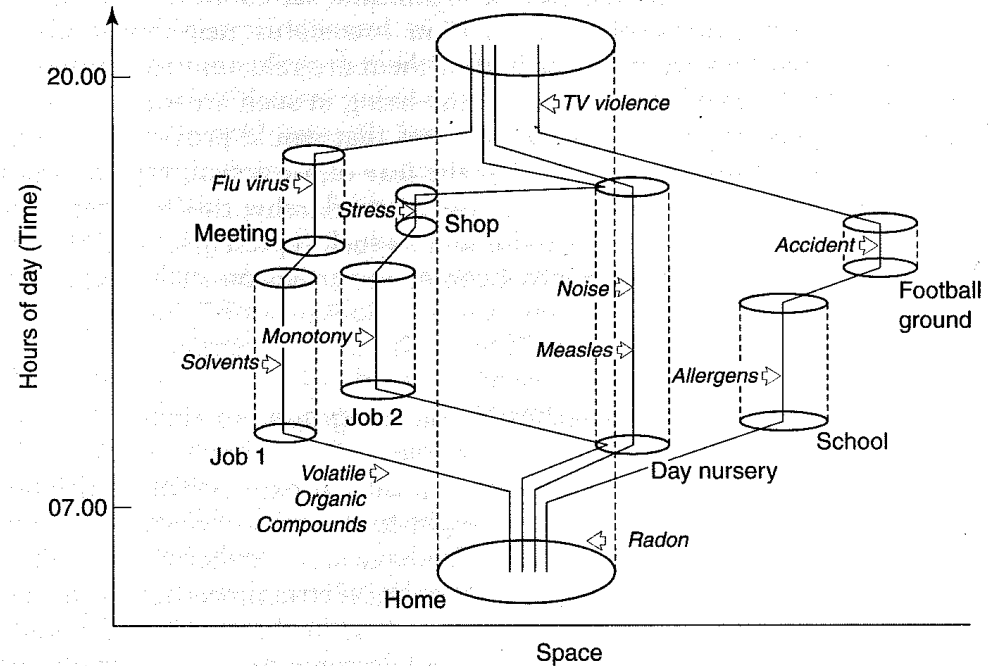 20.00
TV violence
Flu virus
Stress
Shop
Meeting
Accident
Noise
Football
ground
Monotony
Solvents
Measles
Allergens
Job 2
School
Job 1
Volatile
Organic
Compounds
Day nursery
07.00
Radon
Home
Hours of day (Time)
Space